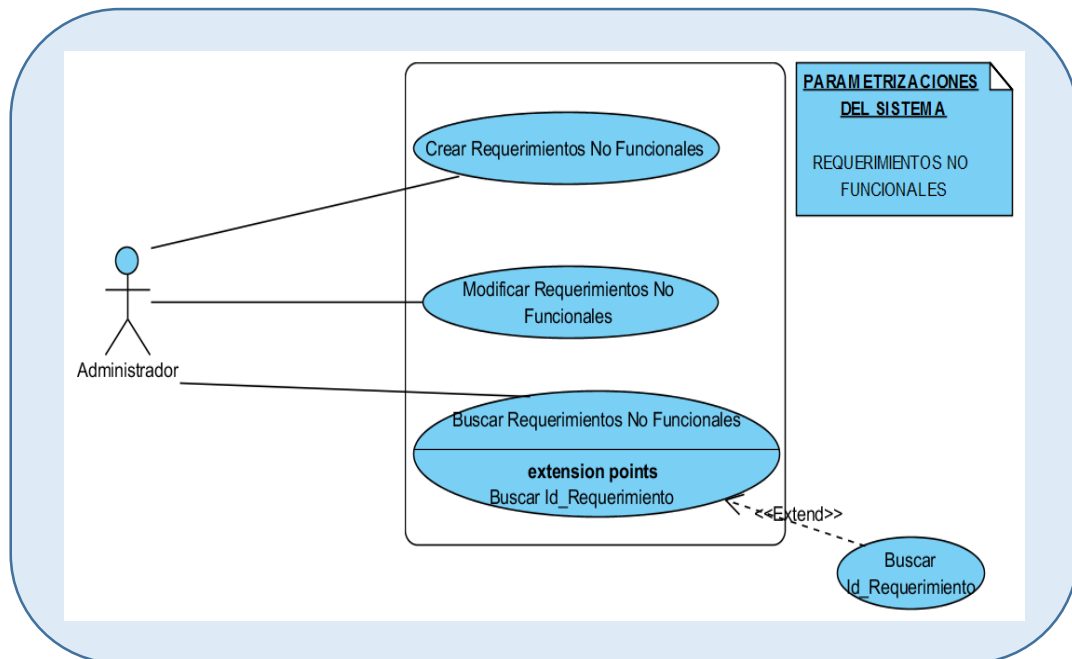 PARAMETRIZACIONES
DEL SISTEMA
REQUERIMIENTOS NO
FUNCIONALES
Crear Requerimientos No Funcionales
Modificar Requerimientos No
Funcionales
Administrador
Buscar Requerimientos No Funcionales
extension points
Buscar Id_Requerimiento
<<Extend>>
Buscar
Id_Requerimiento